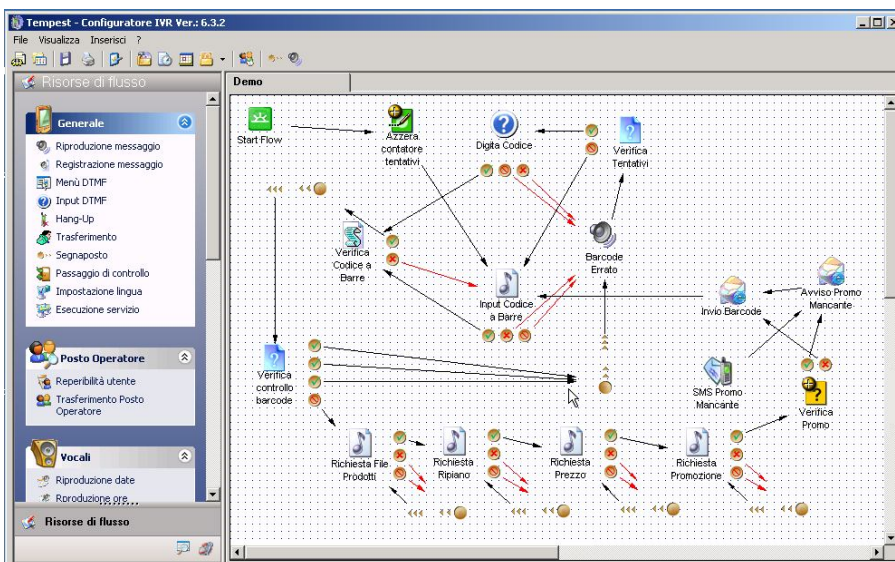 Tempest - Configuratore IVR Ver.: 6.3.2
File Visualizza Inserisci ?
Risorse di flusso
Generale
Riproduzione messaggio
Registrazione messaggio
Menù DTMF
Input DTMF
Hang-Up
Trasferimento
Segnaposto
Passaggio di controllo
Impostazione lingua
Esecuzione servizio
Posto Operatore
Reperibilità utente
Trasferimento Posto
Operatore
Vocali
Riproduzione date
Riproduzione ore
Risorse di flusso
Demo
Start Flow
Azzera
contatore
tentativi
Digita Codice
Verifica
Tentativi
Verifica
Codice a
Barre
Barcode
Errato
Input Codice
a Barre
Invio Barcode
Avviso Promo
Mancante
Verifica
controllo
barcode
SMS Promo
Mancante
Verifica
Promo
Richiesta File
Prodotti
Richiesta
Ripiano
Richiesta
Prezzo
Richiesta
Promozione